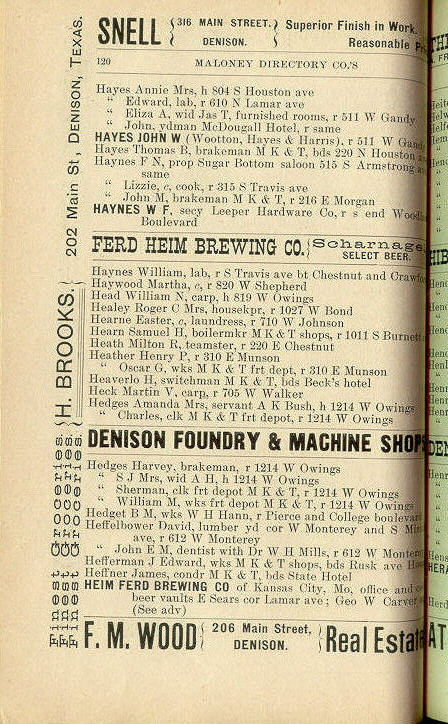 SNELL { 316 MAIN STREET. DENISON. } Superior Finish in Work. Reasonable
120 MALONEY DIRECTORY CO.'S
Hayes Annie Mrs, h 804 S Houston ave
“ Edward, lab, r 610 N Lamar ave
“ Eliza A, wid Jas T, furnished rooms, r 511 W Gandy
“ John, ydman McDougall Hotel, r same
HAYES JOHN W (Wootton, Hayes & Harris), r 511 W Gandy
Hayes Thomas B, brakeman M K & T, bds 220 N Houston
Haynes F N, prop Sugar Bottom saloon 515 S Armstrong
same
“ Lizzie, c, cook, r 315 S Travis ave
“ John M, brakeman M K & T, r 216 E Morgan
HAYNES W F, secy Leeper Hardware Co, r s end
Boulevard
FERD HEIM BREWING CO. { SELECT BEER.
Haynes William, lab, r S Travis ave bt Chestnut and
Haywood Martha, c, r 820 W Shepherd
Head William N, carp, h 819 W Owings
Healey Roger C Mrs, housekpr, r 1027 W Bond
Hearne Easter, c, laundress, r 710 W Johnson
Hearn Samuel H, boilermkr M K & T shops, r 1011 S Burnett
Heath Milton R, teamster, r 220 E Chestnut
Heather Henry P, r 310 E Munson
“ Oscar G, wks M K & T frt dept, r 310 E Munson
Heaverlo H, switchman M K & T, bds Beck's hotel
Heck Martin V, carp, r 705 W Walker
Hedges Amanda Mrs, servant A K Bush, h 1214 W Owings
“ Charles, clk M K & T frt depot, r 1214 W Owings
DENISON FOUNDRY & MACHINE SHOPS
Hedges Harvey, brakeman, r 1214 W Owings
“ S J Mrs, wid A H, h 1214 W Owings
“ Sherman, clk frt depot M K & T, r 1214 W Owings
“ William M, wks frt depot M K & T, r 1214 W Owings
Hedget B M, wks W H Hann, r Pierce and College boulevard
Heffelbower David, lumber yd cor W Monterey and S
ave, r 612 W Monterey
“ John E M, dentist with Dr W H Mills, r 612 W
Hefferman J Edward, wks M K & T shops, bds Rusk ave
Heffner James, condr M K & T, bds State Hotel
HEIM FERD BREWING CO of Kansas City, Mo, office and
beer vaults E Sears cor Lamar ave; Geo W Carver
(See adv)
F. M. WOOD { 206 Main Street, DENISON. } Real Estate
H. BROOKS. { 202 Main St., DENISON, TEXAS.
Finest Groceries.
Finest Groceries.